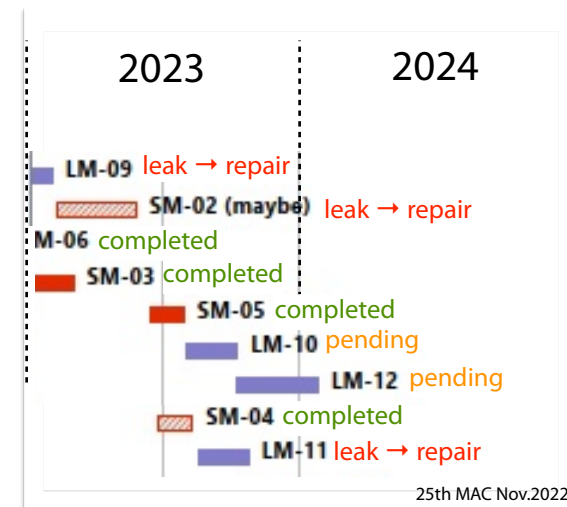 2023 2024
LM-09 leak → repair
SM-02 (maybe) leak → repair
M-06 completed
SM-03 completed
SM-05 completed
LM-10 pending
LM-12 pending
SM-04 completed
LM-11 leak → repair
25th MAC Nov.2022